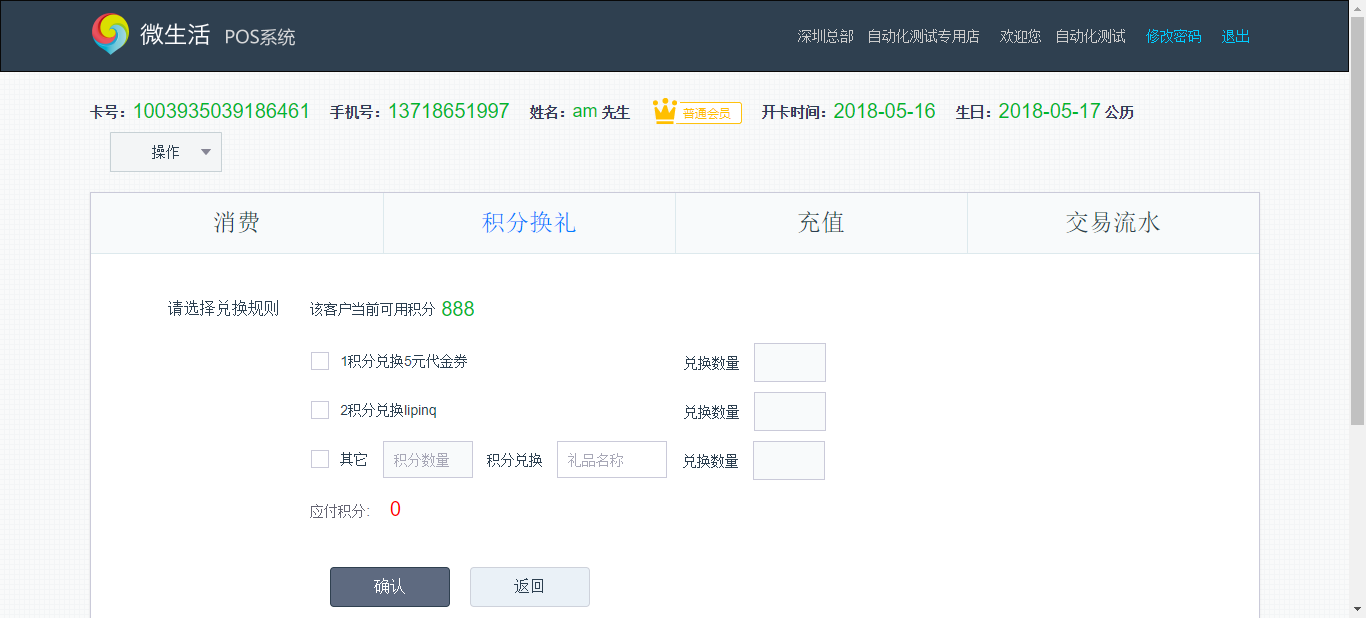 微生活 POS系统 深圳总部 自动化测试专用店 欢迎您 自动化测试 修改密码 退出
卡号：1003935039186461 手机号：13718651997 姓名：am 先生 普通会员 开卡时间：2018-05-16 生日：2018-05-17 公历
操作
消费 积分换礼 充值 交易流水
请选择兑换规则 该客户当前可用积分 888
1积分兑换5元代金券 兑换数量
2积分兑换lipinq 兑换数量
其它 积分数量 积分兑换 礼品名称 兑换数量
应付积分: 0
确认 返回